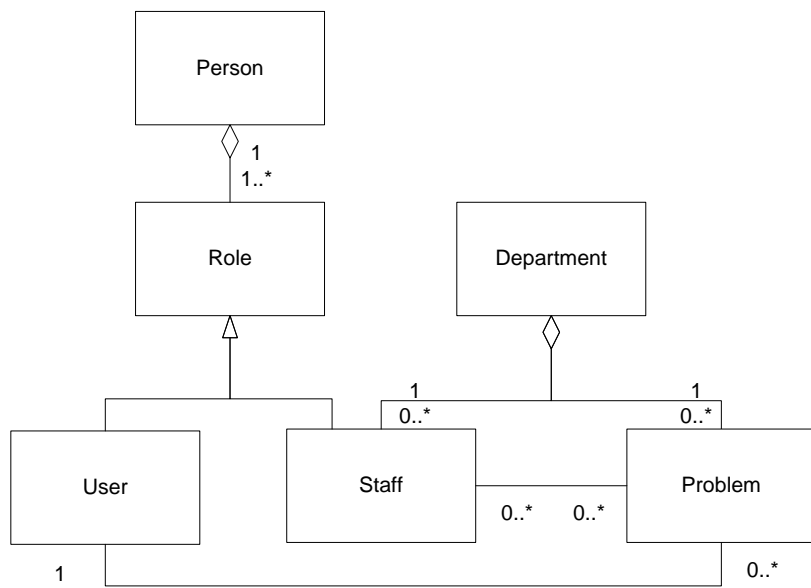 Person
1
1..*
Role
Department
1
1
0..*
0..*
User
Staff
Problem
0..*
0..*
1
0..*